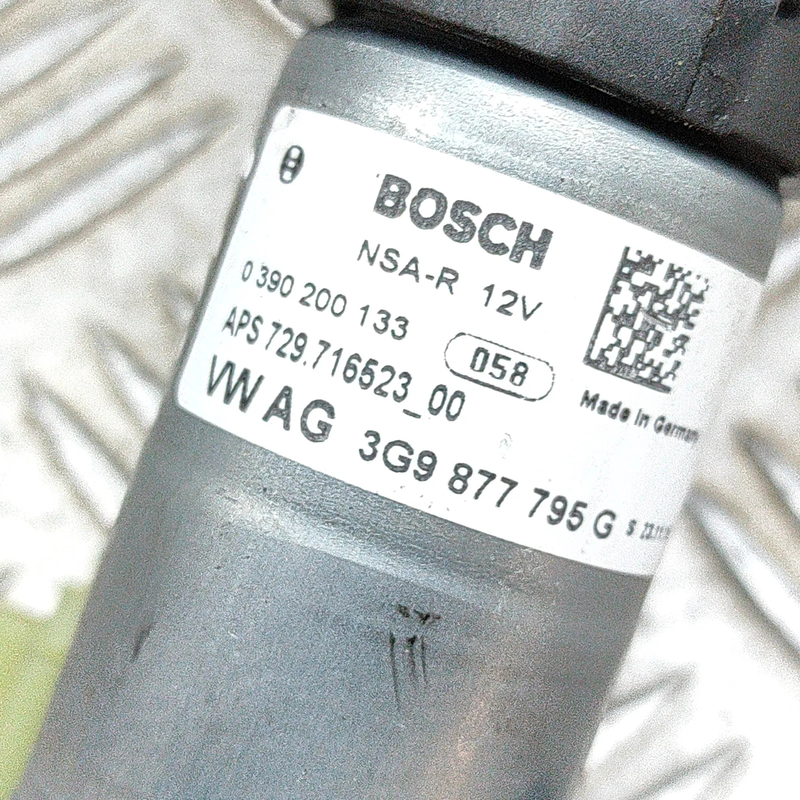 BOSCH
NSA-R 12V
0 390 200 133
058
APS 729.716523_00
Made in Germany
VW AG 3G9 877 795 G S